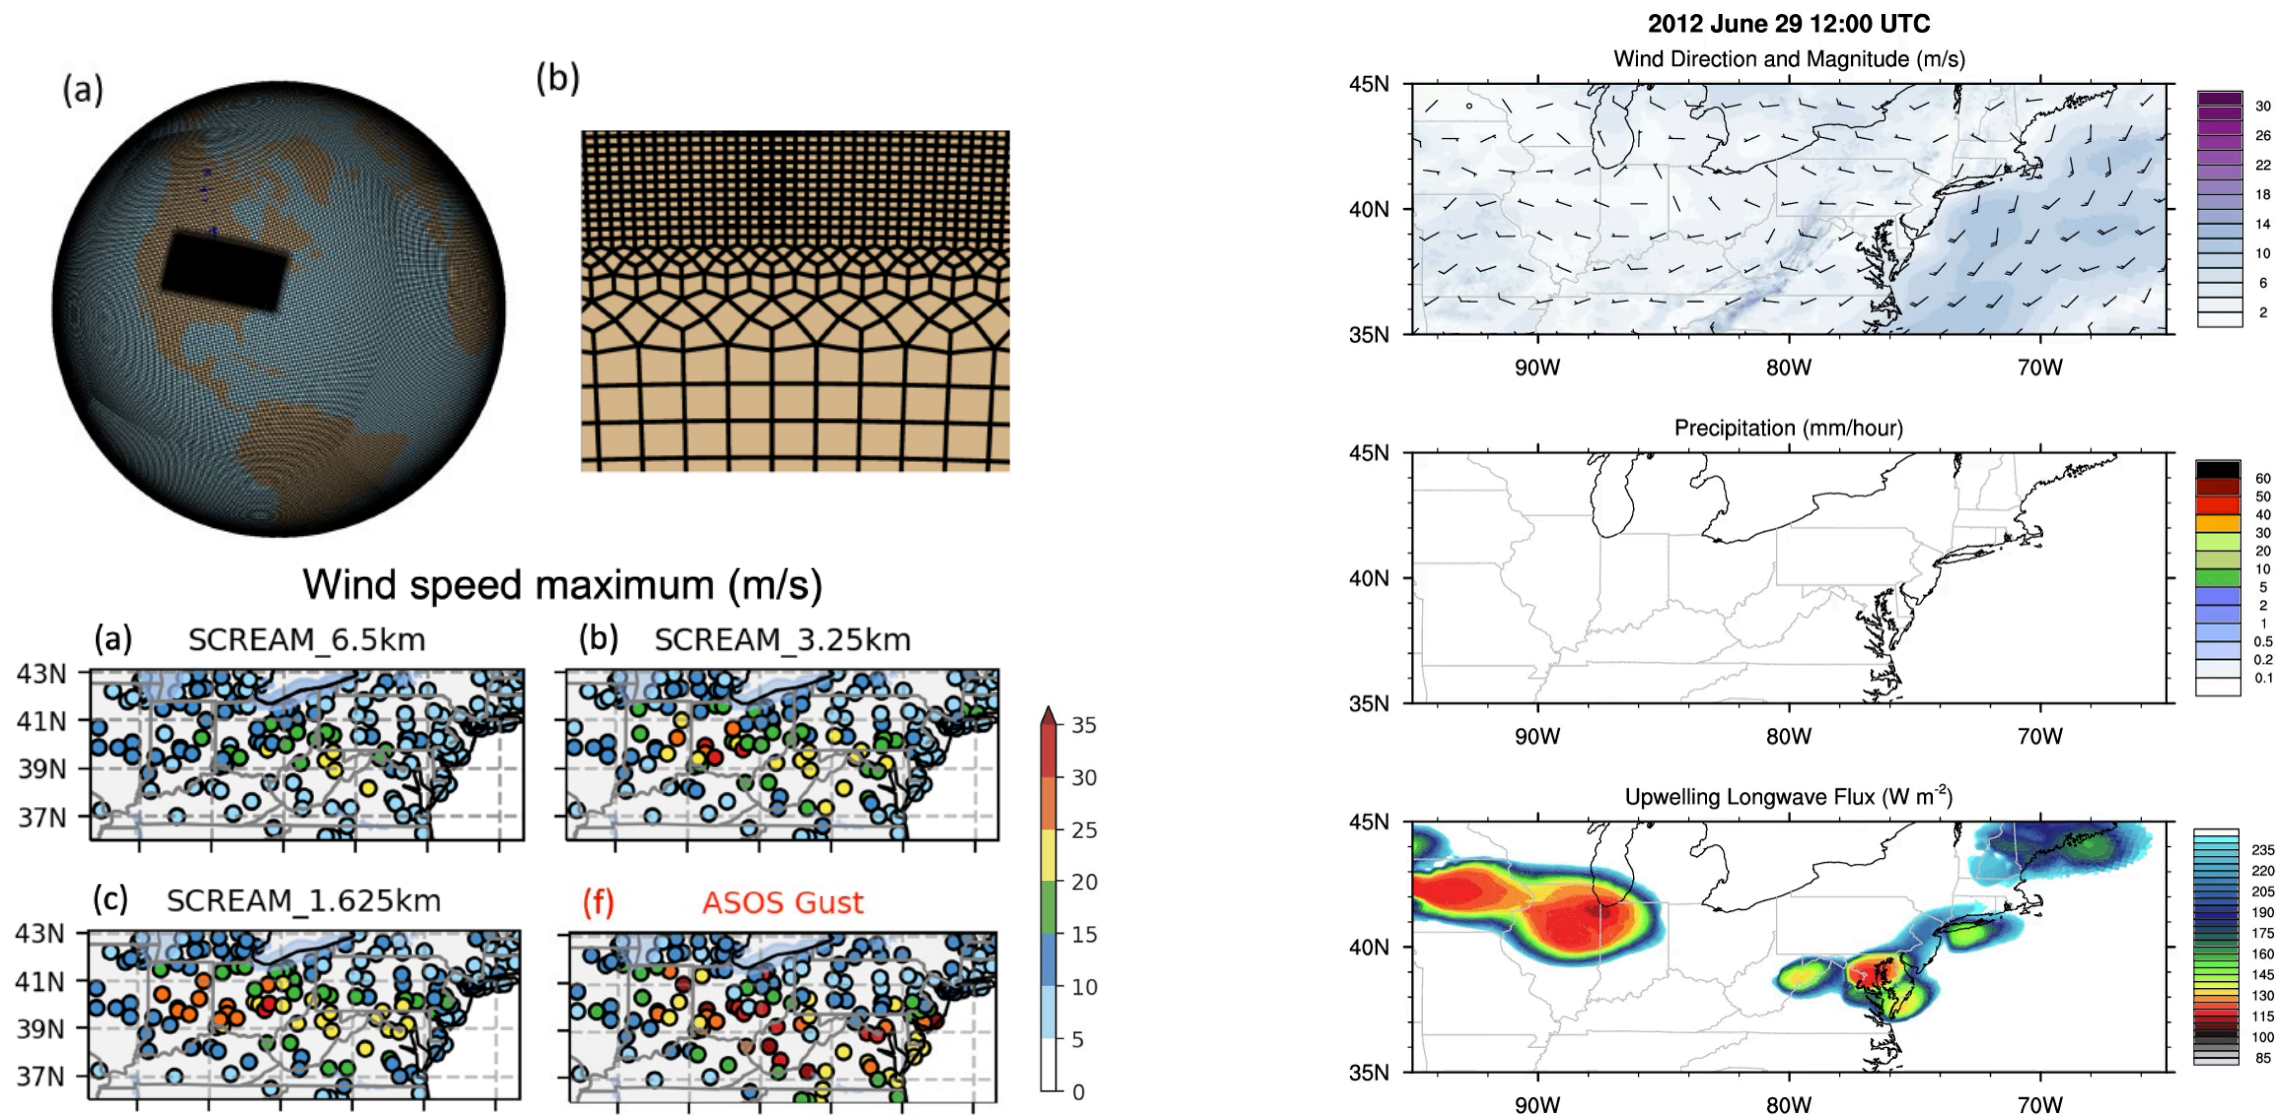 (a)
(b)
Wind speed maximum (m/s)
(a) SCREAM_6.5km
43N
41N
39N
37N
(b) SCREAM_3.25km
(c) SCREAM_1.625km
43N
41N
39N
37N
(f) ASOS Gust
35
30
25
20
15
10
5
0
2012 June 29 12:00 UTC
Wind Direction and Magnitude (m/s)
45N
40N
35N
90W 80W 70W
30
26
22
18
14
10
6
2
Precipitation (mm/hour)
45N
40N
35N
90W 80W 70W
60
50
40
30
20
10
5
2
1
0.5
0.2
0.1
Upwelling Longwave Flux (W m⁻²)
45N
40N
35N
90W 80W 70W
235
220
205
190
175
160
145
130
115
100
85